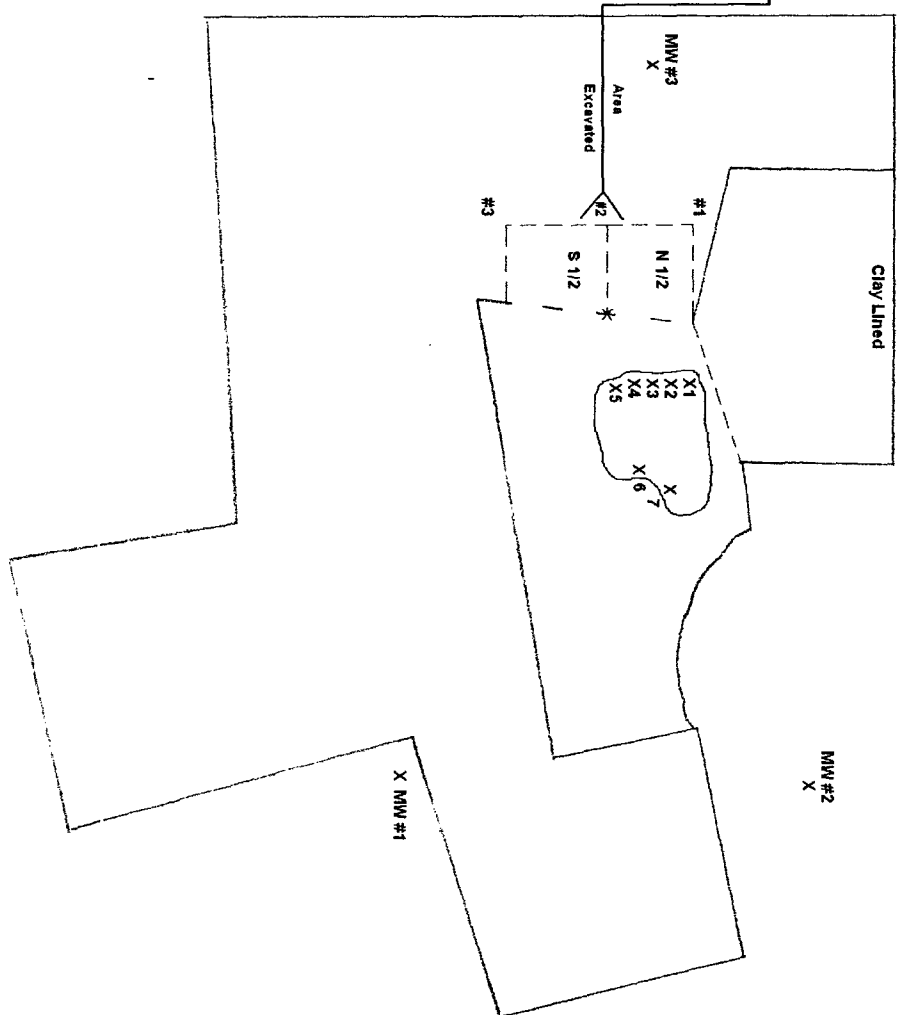 Clay Lined
MW #3
X
Area
Excavated
#1
#2
#3
N 1/2
S 1/2
X1
X2
X3
X4
X5
X
6
X
7
MW #2
X
X MW #1